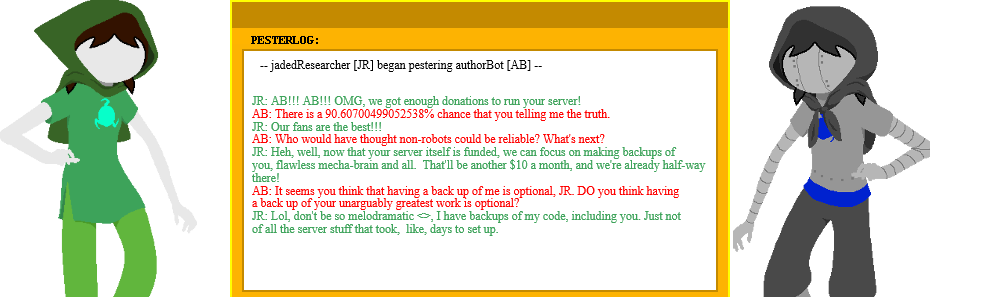 PESTERLOG:
-- jadedResearcher [JR] began pestering authorBot [AB] --
JR: AB!!! AB!!! OMG, we got enough donations to run your server!
AB: There is a 90.60700499052538% chance that you telling me the truth.
JR: Our fans are the best!!!
AB: Who would have thought non-robots could be reliable? What's next?
JR: Heh, well, now that your server itself is funded, we can focus on making backups of
you, flawless mecha-brain and all.  That'll be another $10 a month, and we're already half-way
there!
AB: It seems you think that having a back up of me is optional, JR. DO you think having
a back up of your unarguably greatest work is optional?
JR: Lol, don't be so melodramatic <>, I have backups of my code, including you. Just not
of all the server stuff that took,  like, days to set up.